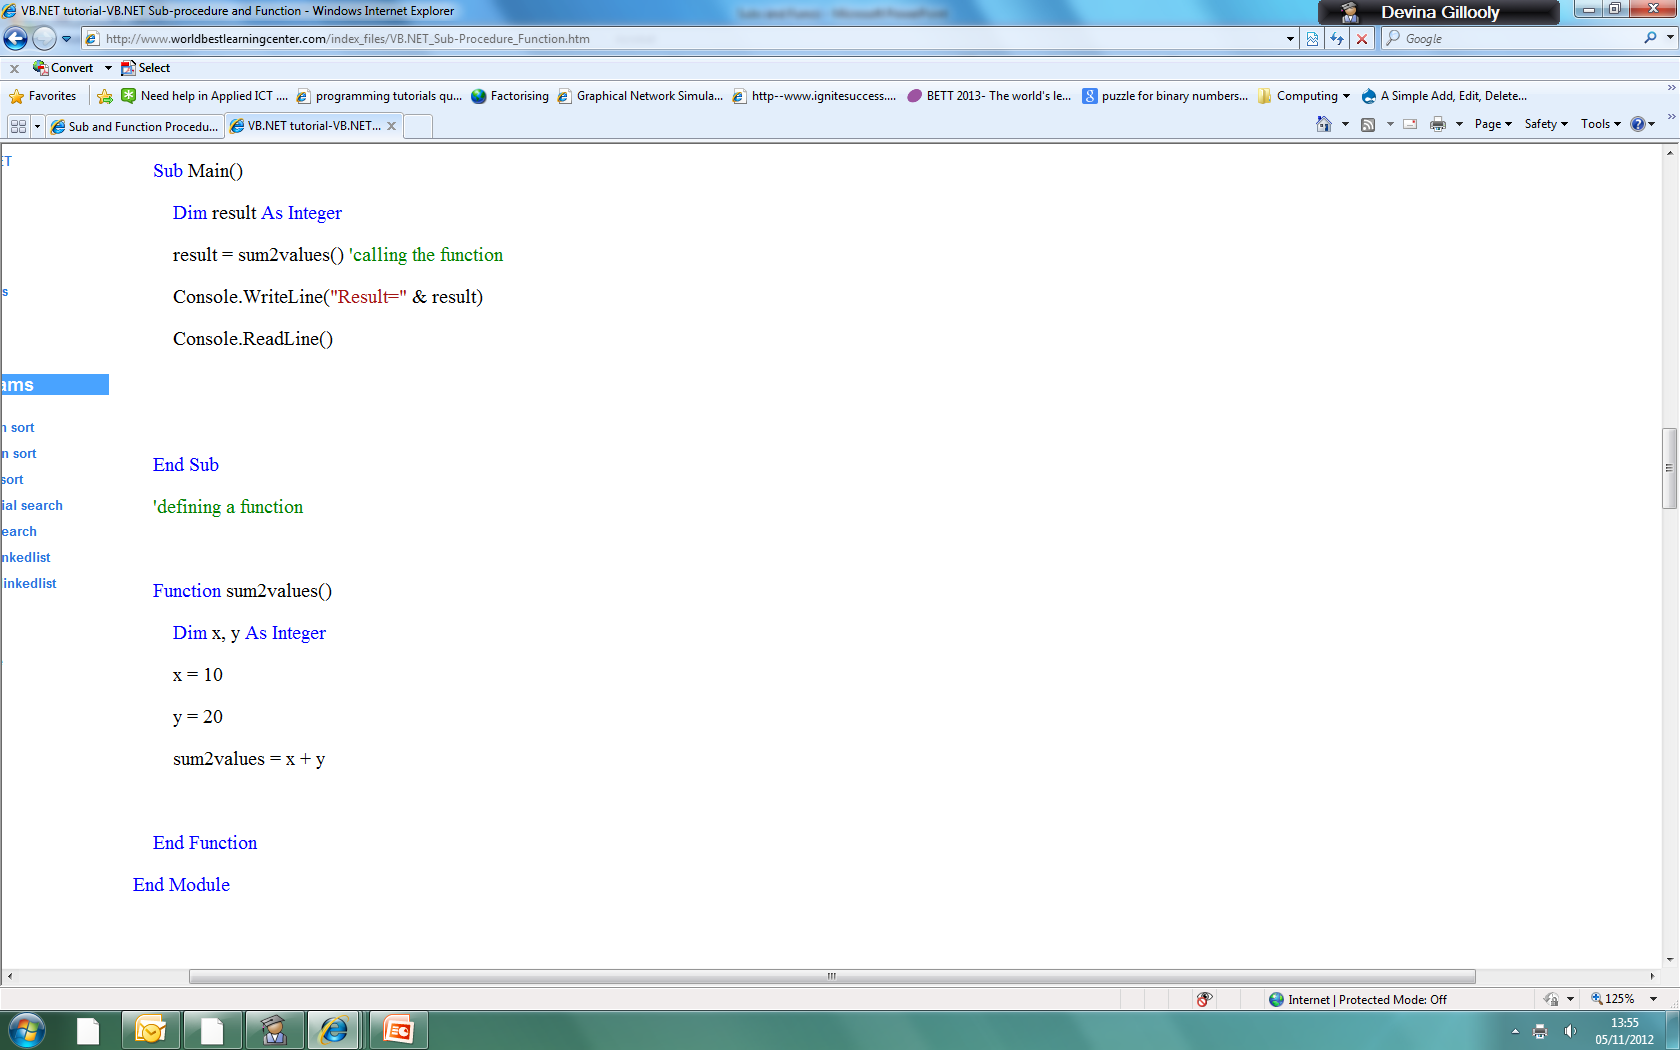 VB.NET tutorial-VB.NET Sub-procedure and Function - Windows Internet Explorer
Devina Gillooly
http://www.worldbestlearningcenter.com/index_files/VB.NET_Sub-Procedure_Function.htm
Google
x Convert Select
Favorites Need help in Applied ICT .... programming tutorials qu... Factorising Graphical Network Simula... http--www.ignitesuccess.... BETT 2013- The world's le... puzzle for binary numbers... Computing A Simple Add, Edit, Delete...
Sub and Function Procedu... VB.NET tutorial-VB.NET... Page Safety Tools
ET
s
ams
n sort
n sort
sort
ial search
earch
nkedlist
inkedlist
Sub Main()
Dim result As Integer
result = sum2values() 'calling the function
Console.WriteLine("Result=" & result)
Console.ReadLine()
End Sub
'defining a function
Function sum2values()
Dim x, y As Integer
x = 10
y = 20
sum2values = x + y
End Function
End Module
Internet | Protected Mode: Off
125%
13:55
05/11/2012